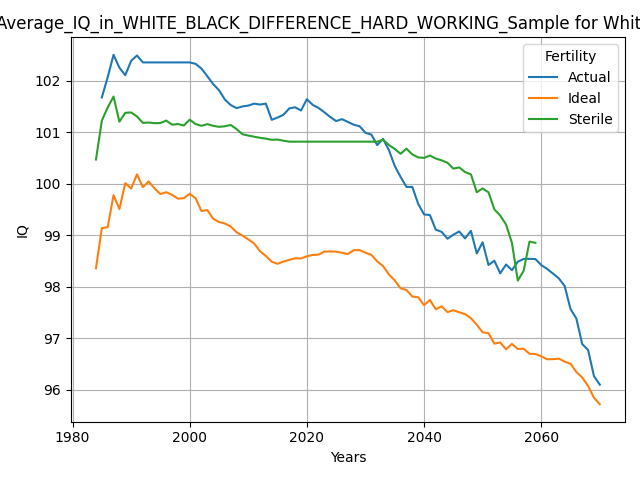 Average_IQ_in_WHITE_BLACK_DIFFERENCE_HARD_WORKING_Sample for Whit
Fertility
Actual
Ideal
Sterile
102
101
100
99
98
97
96
IQ
1980
2000
2020
2040
2060
Years